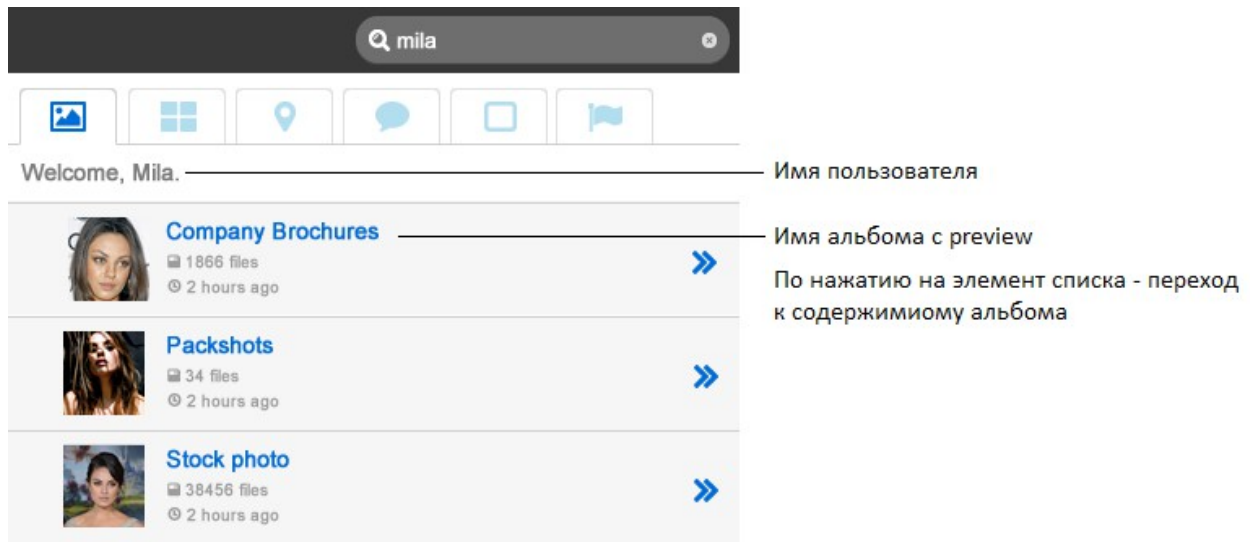 mila
Welcome, Mila.
Имя пользователя
Company Brochures
1866 files
2 hours ago
Имя альбома с preview
По нажатию на элемент списка - переход
к содержимиому альбома
Packshots
34 files
2 hours ago
Stock photo
38456 files
2 hours ago